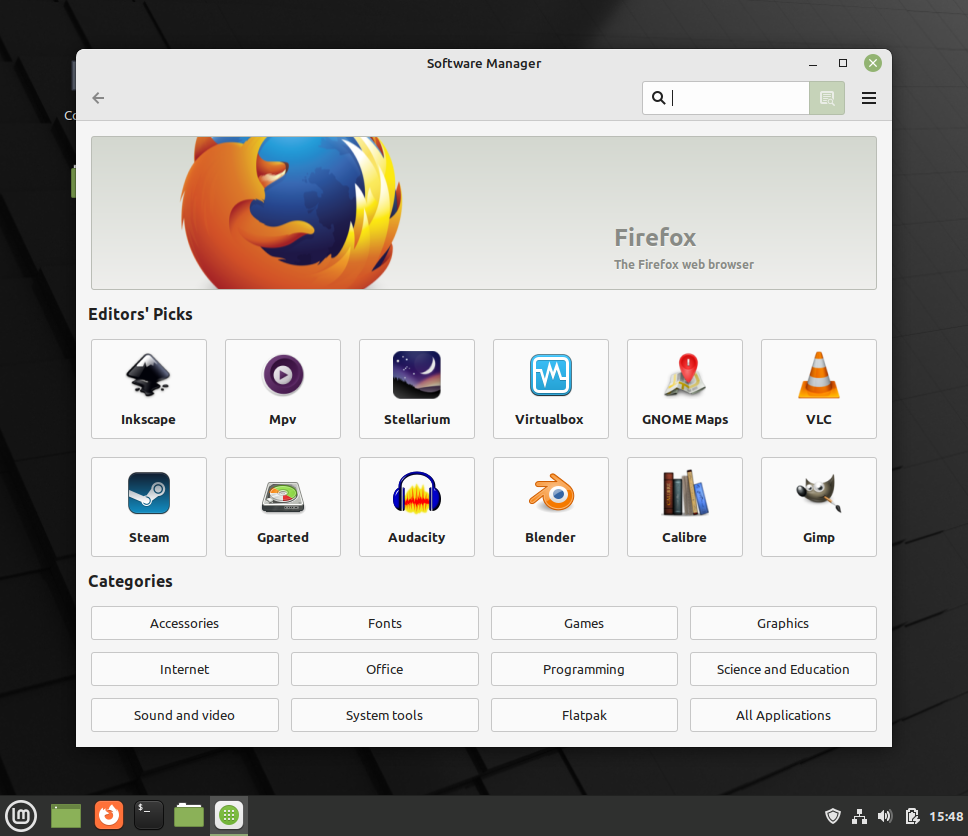 Software Manager
Co
Firefox
The Firefox web browser
Editors' Picks
Inkscape
Mpv
Stellarium
Virtualbox
GNOME Maps
VLC
Steam
Gparted
Audacity
Blender
Calibre
Gimp
Categories
Accessories
Fonts
Games
Graphics
Internet
Office
Programming
Science and Education
Sound and video
System tools
Flatpak
All Applications
$_
15:48